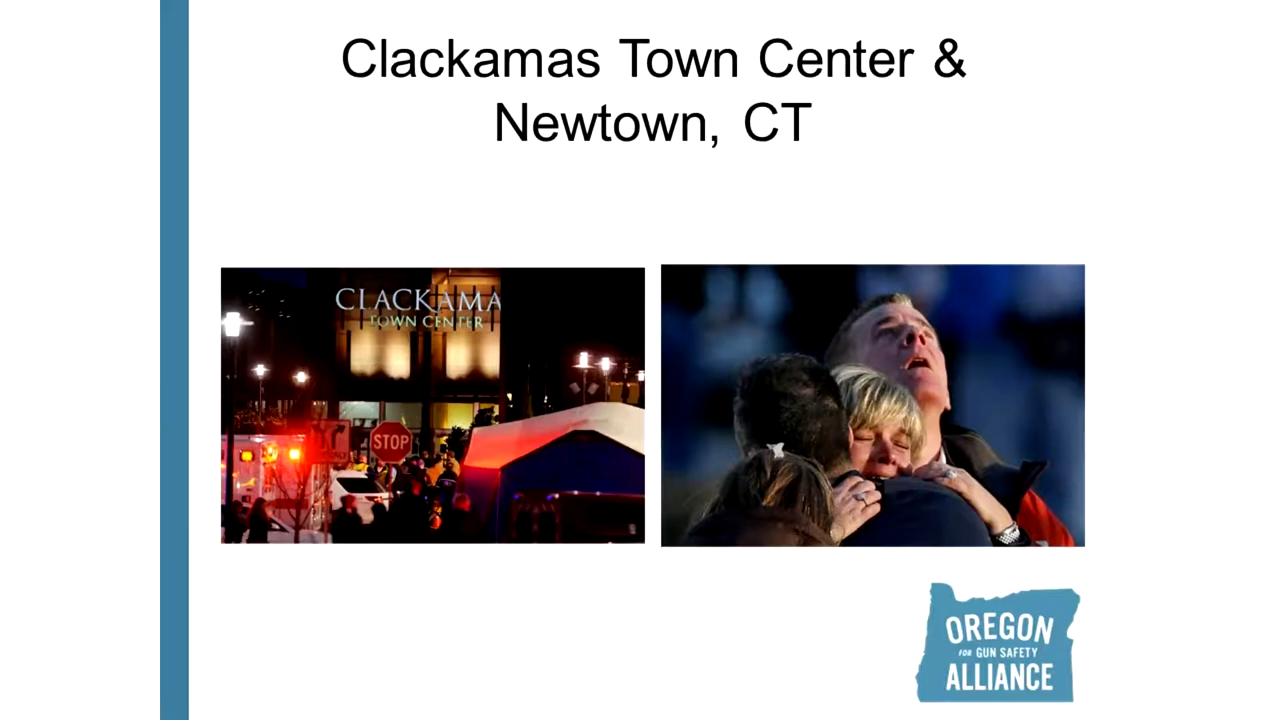 Clackamas Town Center &
Newtown, CT
CLACKAMA
TOWN CENTER
STOP
OREGON
FOR GUN SAFETY
ALLIANCE